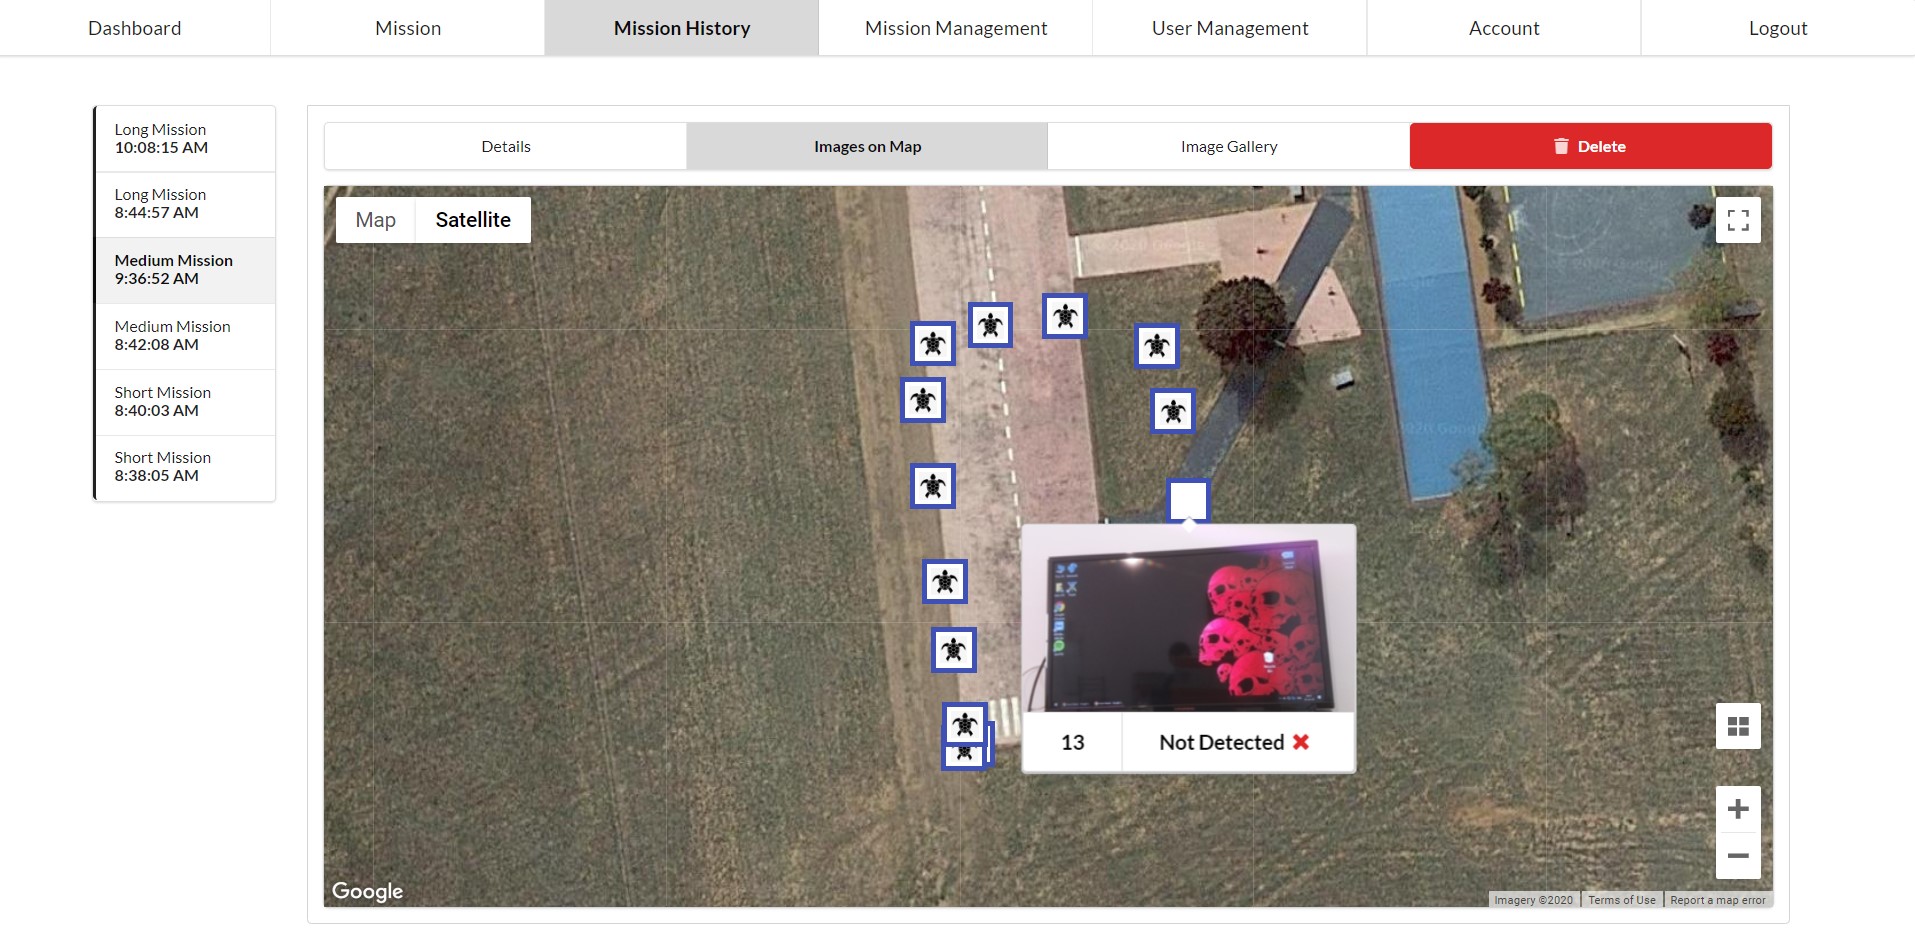 Dashboard
Mission
Mission History
Mission Management
User Management
Account
Logout
Long Mission
10:08:15 AM
Long Mission
8:44:57 AM
Medium Mission
9:36:52 AM
Medium Mission
8:42:08 AM
Short Mission
8:40:03 AM
Short Mission
8:38:05 AM
Details
Images on Map
Image Gallery
Delete
Map
Satellite
13
Not Detected
Google
Imagery ©2020
Terms of Use
Report a map error